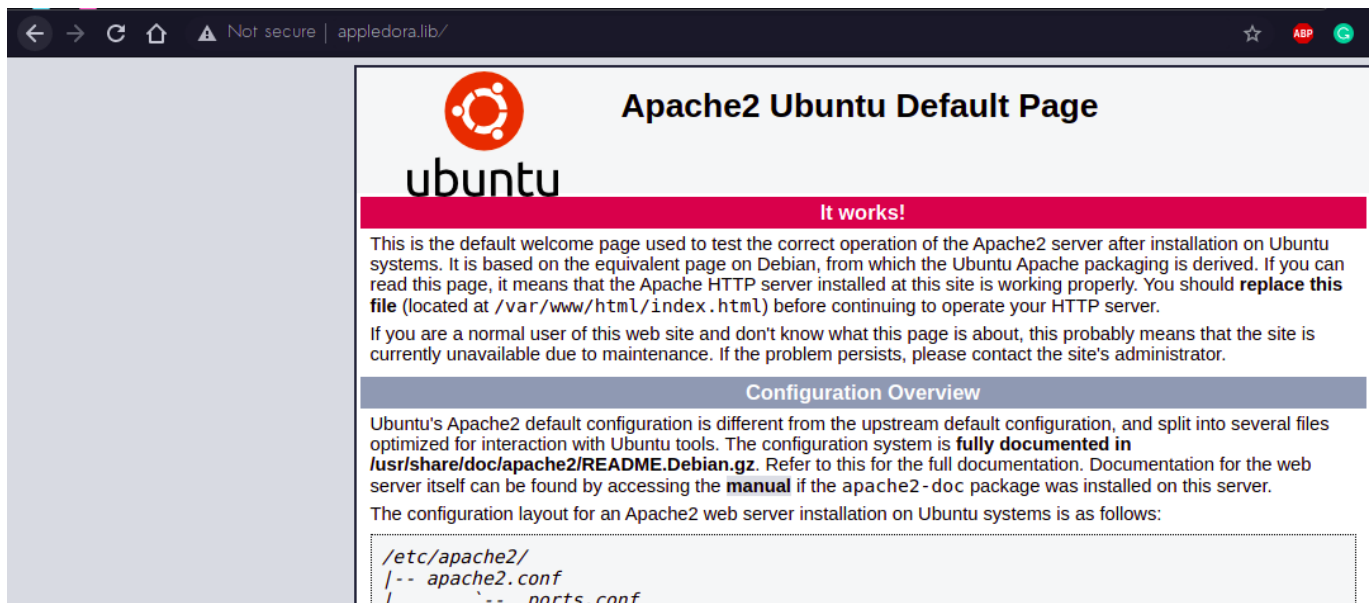 Not secure | appledora.lib/
ABP
G
ubuntu
Apache2 Ubuntu Default Page
It works!
This is the default welcome page used to test the correct operation of the Apache2 server after installation on Ubuntu
systems. It is based on the equivalent page on Debian, from which the Ubuntu Apache packaging is derived. If you can
read this page, it means that the Apache HTTP server installed at this site is working properly. You should replace this
file (located at /var/www/html/index.html) before continuing to operate your HTTP server.
If you are a normal user of this web site and don't know what this page is about, this probably means that the site is
currently unavailable due to maintenance. If the problem persists, please contact the site's administrator.
Configuration Overview
Ubuntu's Apache2 default configuration is different from the upstream default configuration, and split into several files
optimized for interaction with Ubuntu tools. The configuration system is fully documented in
/usr/share/doc/apache2/README.Debian.gz. Refer to this for the full documentation. Documentation for the web
server itself can be found by accessing the manual if the apache2-doc package was installed on this server.
The configuration layout for an Apache2 web server installation on Ubuntu systems is as follows:
/etc/apache2/
|-- apache2.conf
|       `--  ports.conf